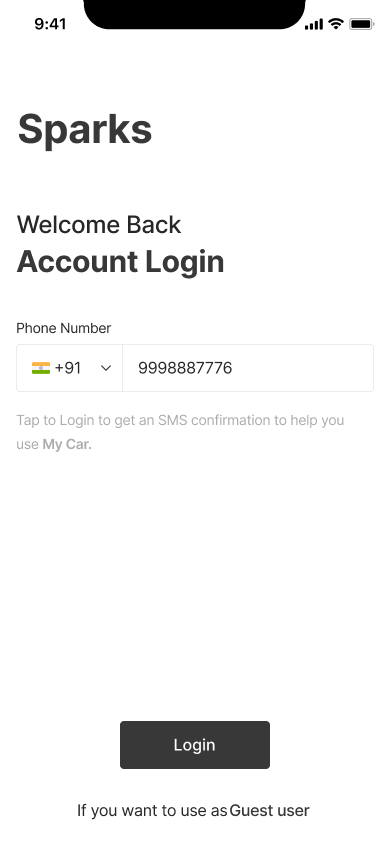 9:41
Sparks
Welcome Back
Account Login
Phone Number
+91 9998887776
Tap to Login to get an SMS confirmation to help you
use My Car.
Login
If you want to use as Guest user